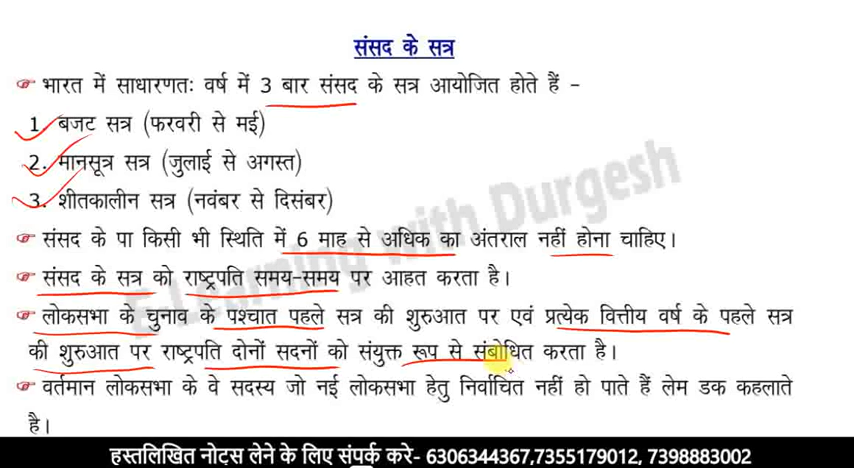 संसद के सत्र
☞ भारत में साधारणतः वर्ष में 3 बार संसद के सत्र आयोजित होते हैं -
1. बजट सत्र (फरवरी से मई)
2. मानसूत्र सत्र (जुलाई से अगस्त)
3. शीतकालीन सत्र (नवंबर से दिसंबर)
☞ संसद के पा किसी भी स्थिति में 6 माह से अधिक का अंतराल नहीं होना चाहिए।
☞ संसद के सत्र को राष्ट्रपति समय-समय पर आहत करता है।
☞ लोकसभा के चुनाव के पश्चात पहले सत्र की शुरुआत पर एवं प्रत्येक वित्तीय वर्ष के पहले सत्र
की शुरुआत पर राष्ट्रपति दोनों सदनों को संयुक्त रूप से संबोधित करता है।
☞ वर्तमान लोकसभा के वे सदस्य जो नई लोकसभा हेतु निर्वाचित नहीं हो पाते हैं लेम डक कहलाते
है।
E-Learning with Durgesh
हस्तलिखित नोट्स लेने के लिए संपर्क करे- 6306344367,7355179012, 7398883002